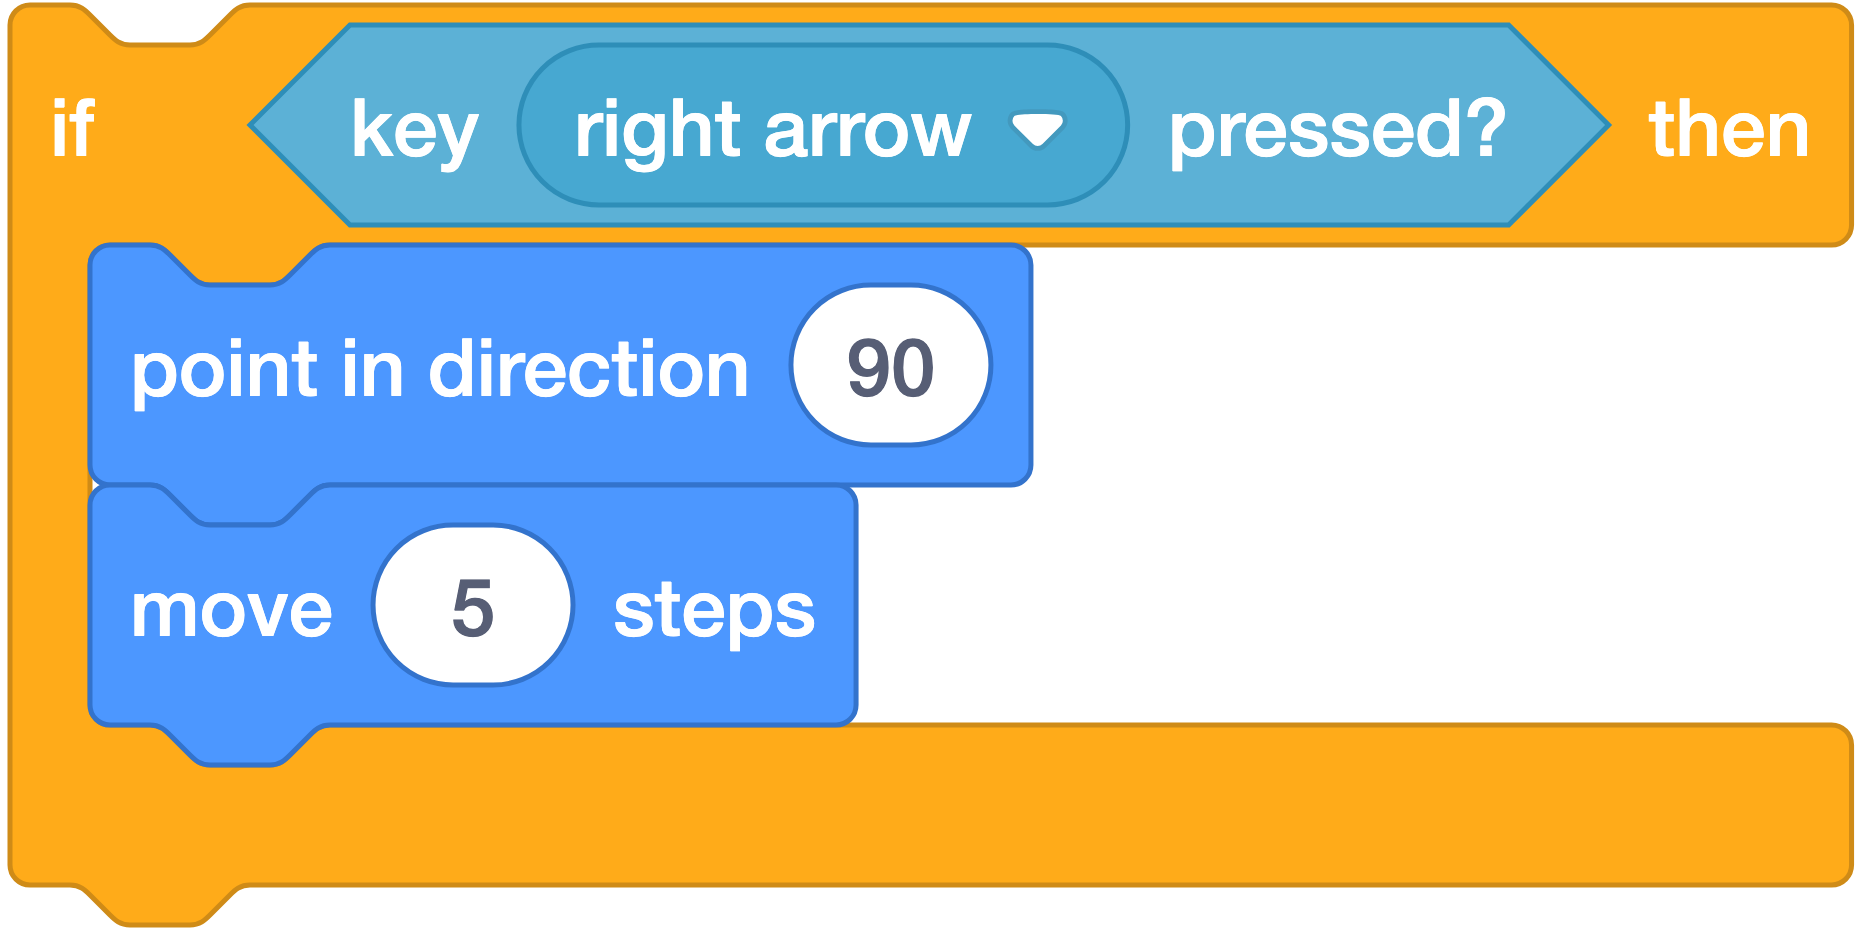 if key right arrow pressed? then
point in direction 90
move 5 steps